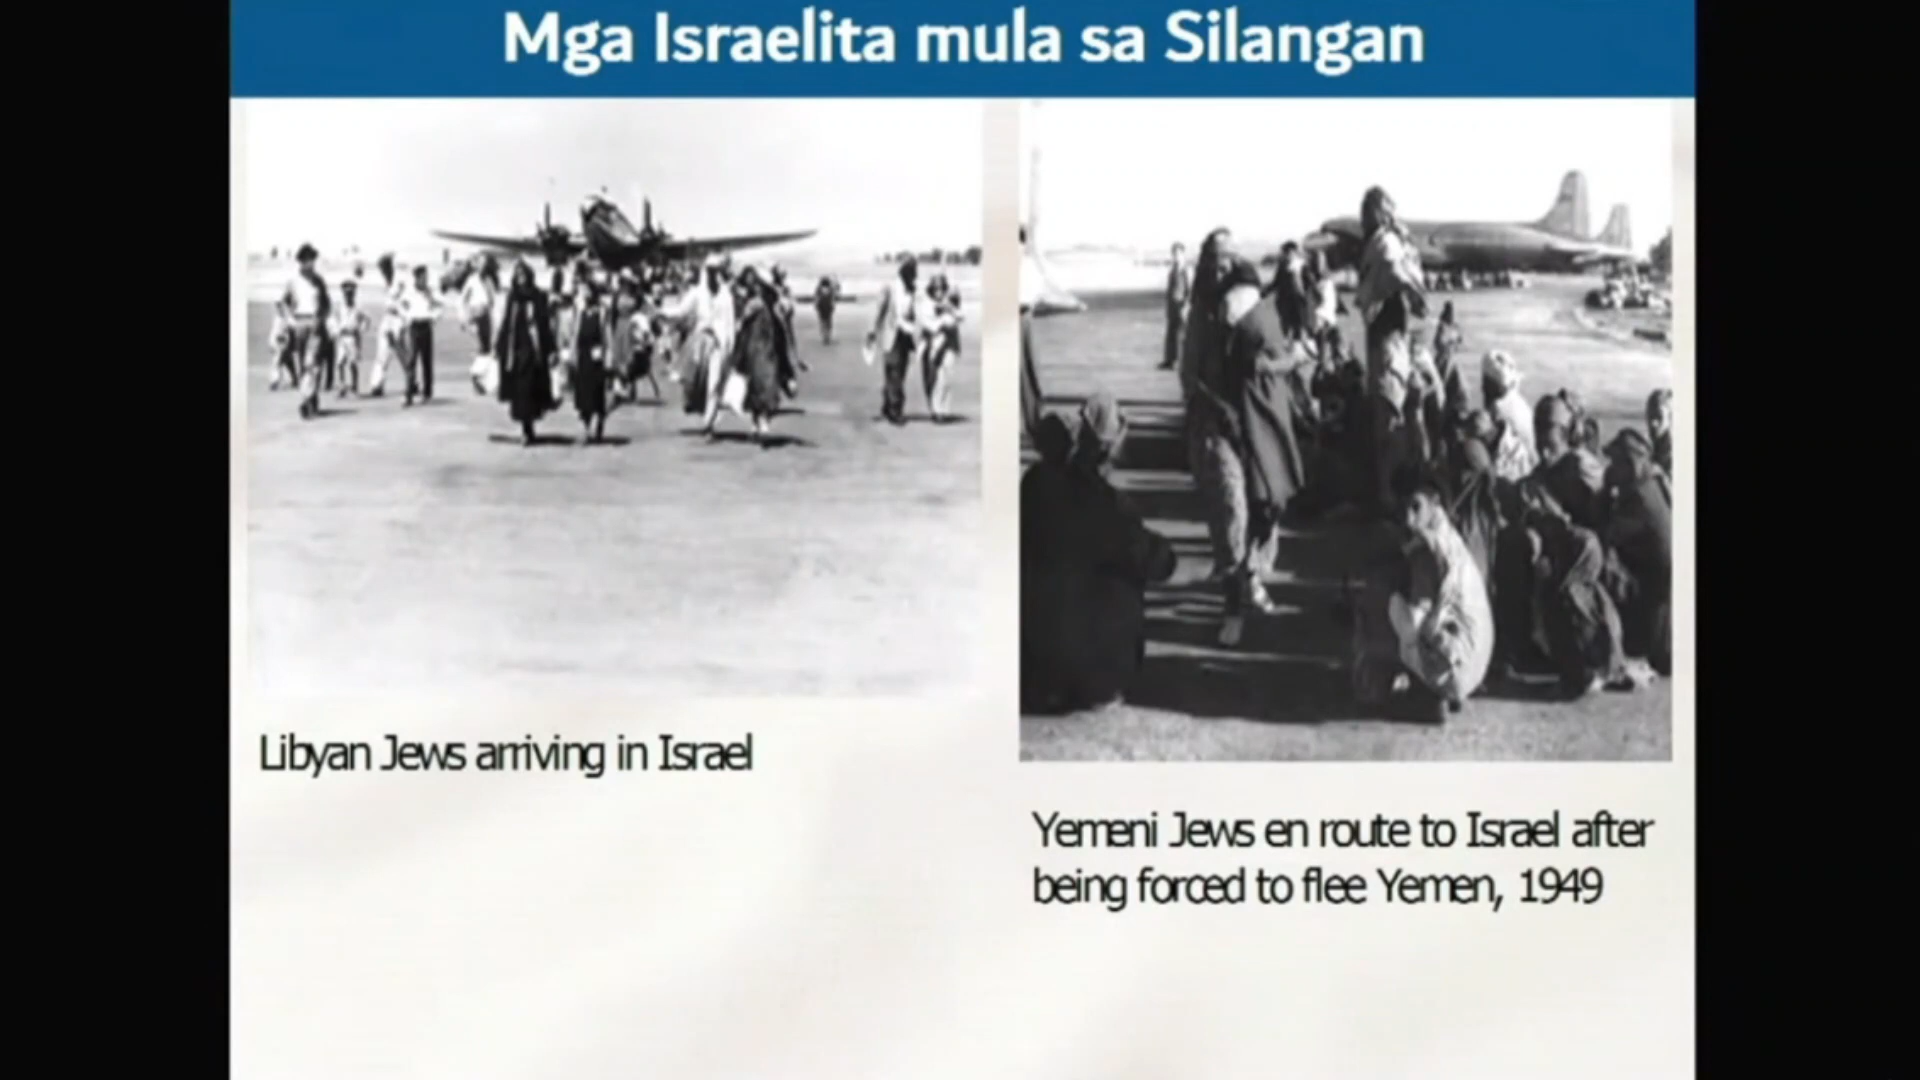 Mga Israelita mula sa Silangan
Libyan Jews arriving in Israel
Yemeni Jews en route to Israel after
being forced to flee Yemen, 1949